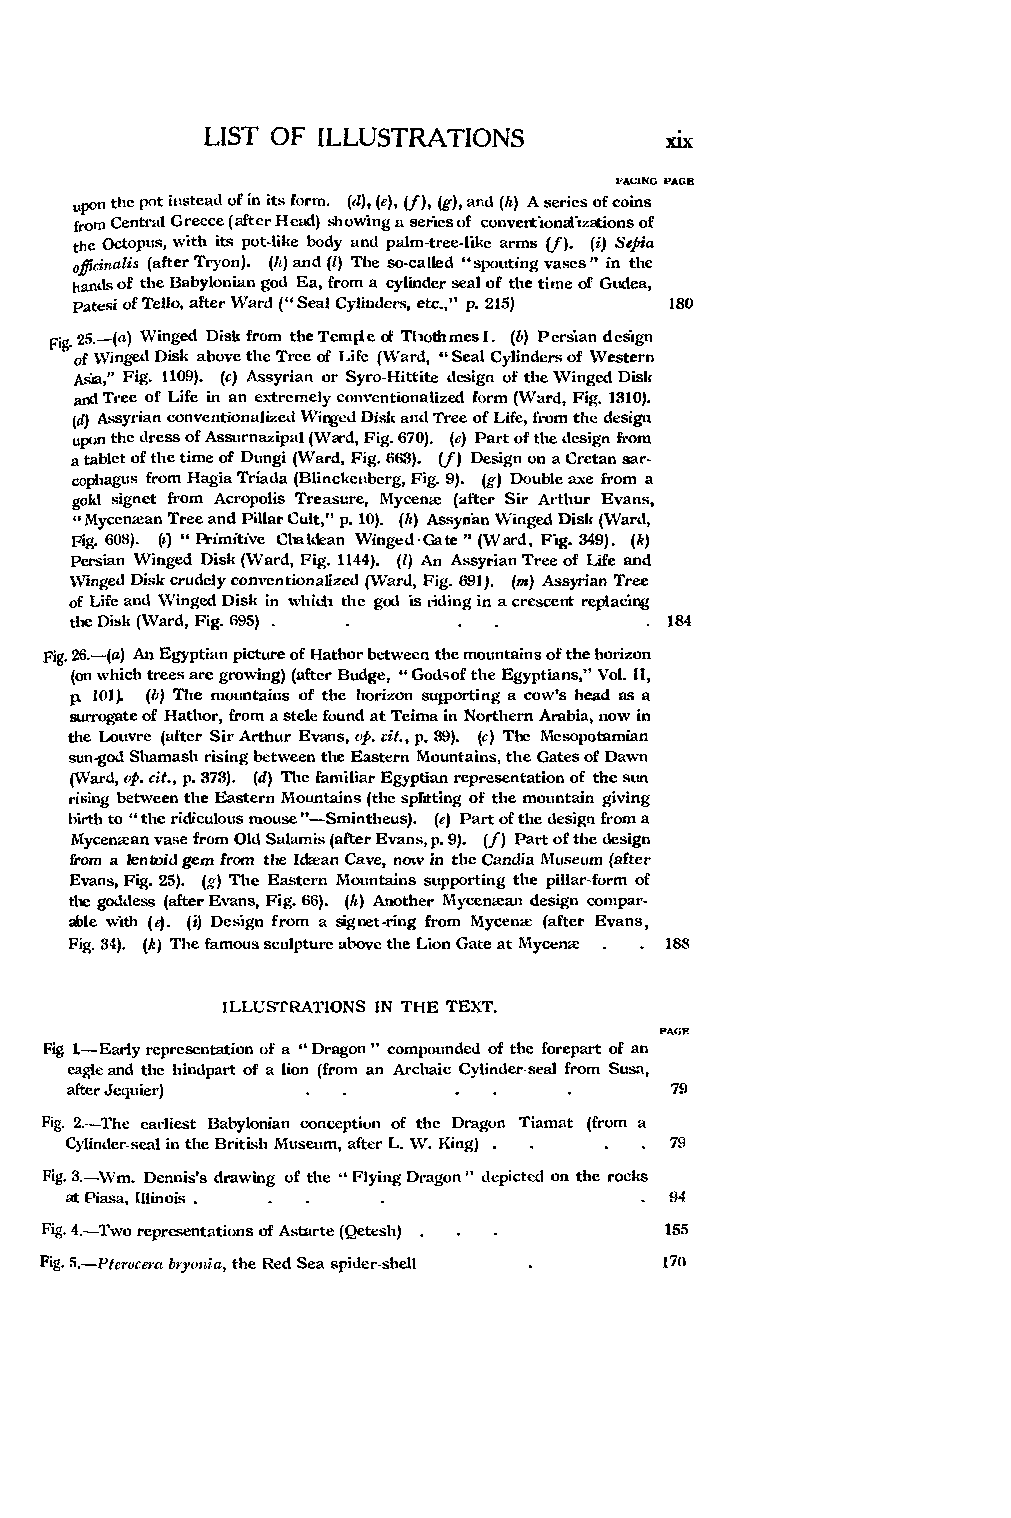 LIST OF ILLUSTRATIONS xix
FACING PAGE
upon the pot instead of in its form. (d), (e), (f), (g), and (h) A series of coins
from Central Greece (after Head) showing a series of conventionalizations of
the Octopus, with its pot-like body and palm-tree-like arms (f). (i) Sepia
officinalis (after Tryon). (k) and (l) The so-called "spouting vases" in the
hands of the Babylonian god Ea, from a cylinder seal of the time of Gudea,
Patesi of Tello, after Ward ("Seal Cylinders, etc.," p. 215) 180
Fig. 25.—(a) Winged Disk from the Temple of Thothmes I. (b) Persian design
of Winged Disk above the Tree of Life (Ward, "Seal Cylinders of Western
Asia," Fig. 1109). (c) Assyrian or Syro-Hittite design of the Winged Disk
and Tree of Life in an extremely conventionalized form (Ward, Fig. 1310).
(d) Assyrian conventionalized Winged Disk and Tree of Life, from the design
upon the dress of Assurnazipal (Ward, Fig. 670). (e) Part of the design from
a tablet of the time of Dungi (Ward, Fig. 663). (f) Design on a Cretan sar-
cophagus from Hagia Triada (Blinckenberg, Fig. 9). (g) Double axe from a
gold signet from Acropolis Treasure, Mycenæ (after Sir Arthur Evans,
"Mycenæan Tree and Pillar Cult," p. 10). (h) Assyrian Winged Disk (Ward,
Fig. 608). (i) "Primitive Chaldean Winged Gate" (Ward, Fig. 349). (k)
Persian Winged Disk (Ward, Fig. 1144). (l) An Assyrian Tree of Life and
Winged Disk crudely conventionalized (Ward, Fig. 691). (m) Assyrian Tree
of Life and Winged Disk in which the god is riding in a crescent replacing
the Disk (Ward, Fig. 695) . . . . . 184
Fig. 26.—(a) An Egyptian picture of Hathor between the mountains of the horizon
(on which trees are growing) (after Budge, "Gods of the Egyptians," Vol. II,
p. 101). (b) The mountains of the horizon supporting a cow's head as a
surrogate of Hathor, from a stele found at Teima in Northern Arabia, now in
the Louvre (after Sir Arthur Evans, op. cit., p. 39). (c) The Mesopotamian
sun-god Shamash rising between the Eastern Mountains, the Gates of Dawn
(Ward, op. cit., p. 373). (d) The familiar Egyptian representation of the sun
rising between the Eastern Mountains (the splitting of the mountain giving
birth to "the ridiculous mouse"—Smintheus). (e) Part of the design from a
Mycenæan vase from Old Salamis (after Evans, p. 9). (f) Part of the design
from a lentoid gem from the Idæan Cave, now in the Candia Museum (after
Evans, Fig. 25). (g) The Eastern Mountains supporting the pillar-form of
the goddess (after Evans, Fig. 66). (h) Another Mycenæan design compar-
able with (e). (i) Design from a signet-ring from Mycenæ (after Evans,
Fig. 34). (k) The famous sculpture above the Lion Gate at Mycenæ . . 188
ILLUSTRATIONS IN THE TEXT.
PAGE
Fig 1.—Early representation of a "Dragon" compounded of the forepart of an
eagle and the hindpart of a lion (from an Archaic Cylinder-seal from Susa,
after Jequier) . . . . . 79
Fig. 2.—The earliest Babylonian conception of the Dragon Tiamat (from a
Cylinder-seal in the British Museum, after L. W. King) . . . . 79
Fig. 3.—Wm. Dennis's drawing of the "Flying Dragon" depicted on the rocks
at Piasa, Illinois . . . . . 94
Fig. 4.—Two representations of Astarte (Qetesh) . . . 155
Fig. 5.—Pterocera bryonia, the Red Sea spider-shell . 170